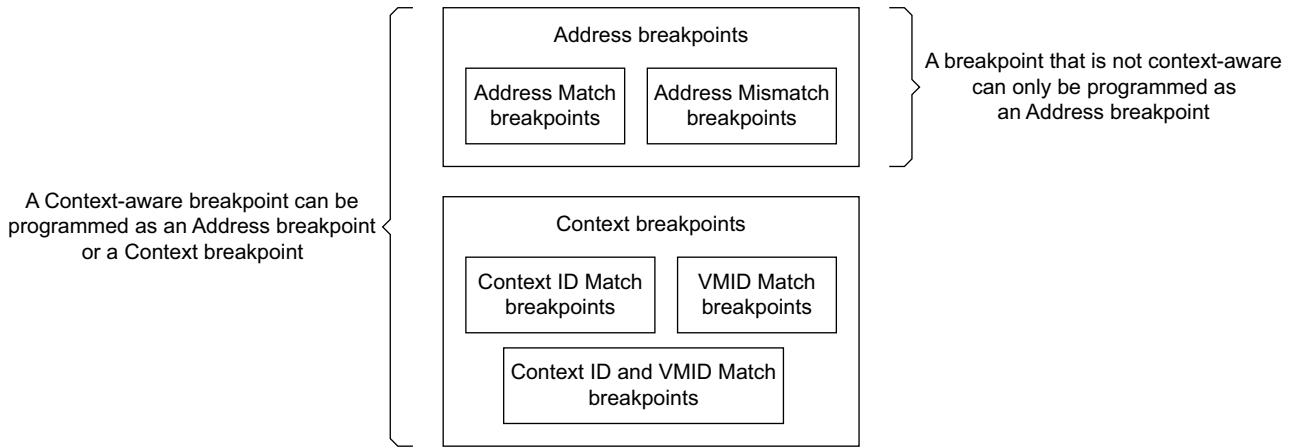 Address breakpoints
Address Match
breakpoints
Address Mismatch
breakpoints
A breakpoint that is not context-aware
can only be programmed as
an Address breakpoint
A Context-aware breakpoint can be
programmed as an Address breakpoint
or a Context breakpoint
Context breakpoints
Context ID Match
breakpoints
VMID Match
breakpoints
Context ID and VMID Match
breakpoints